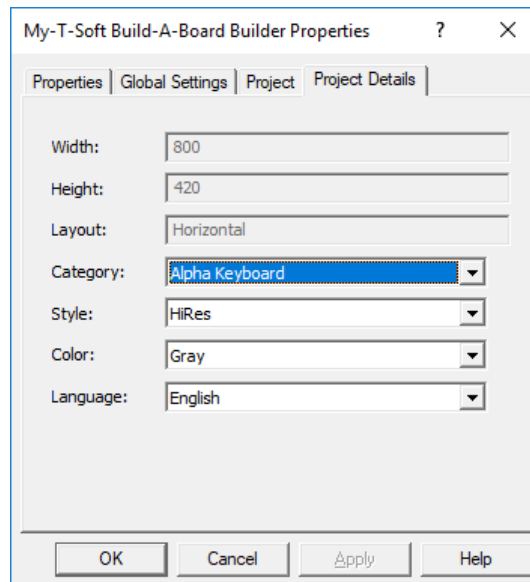 My-T-Soft Build-A-Board Builder Properties ?
Properties Global Settings Project Project Details
Width: 800
Height: 420
Layout: Horizontal
Category: Alpha Keyboard
Style: HiRes
Color: Gray
Language: English
OK Cancel Apply Help